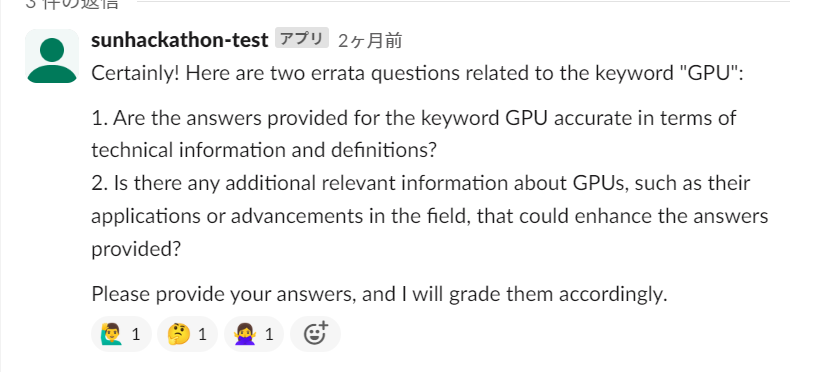 3 件の返信
sunhackathon-test アプリ 2ヶ月前
Certainly! Here are two errata questions related to the keyword "GPU":
1. Are the answers provided for the keyword GPU accurate in terms of
technical information and definitions?
2. Is there any additional relevant information about GPUs, such as their
applications or advancements in the field, that could enhance the answers
provided?
Please provide your answers, and I will grade them accordingly.
1 1 1